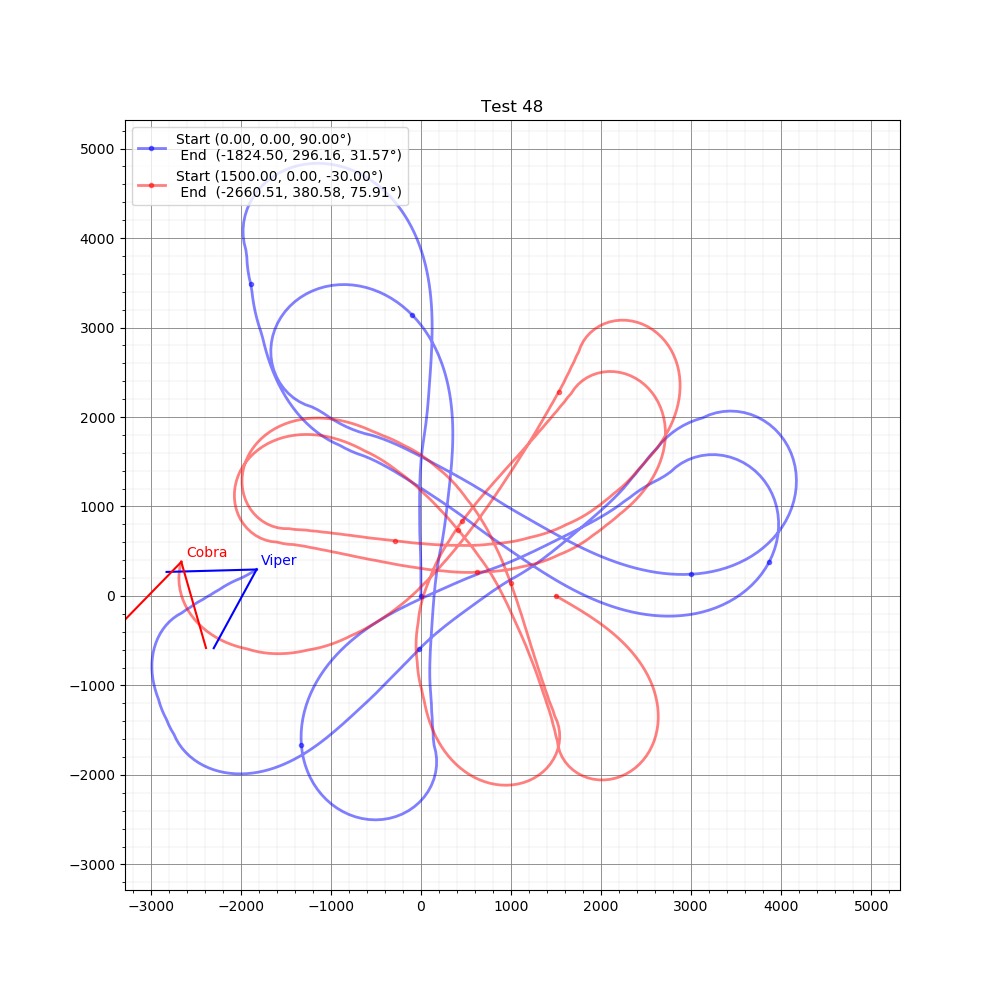 Test 48
Start (0.00, 0.00, 90.00°)
End (-1824.50, 296.16, 31.57°)
Start (1500.00, 0.00, -30.00°)
End (-2660.51, 380.58, 75.91°)
5000
4000
3000
2000
1000
0
−1000
−2000
−3000
Cobra
Viper
−3000 −2000 −1000 0 1000 2000 3000 4000 5000